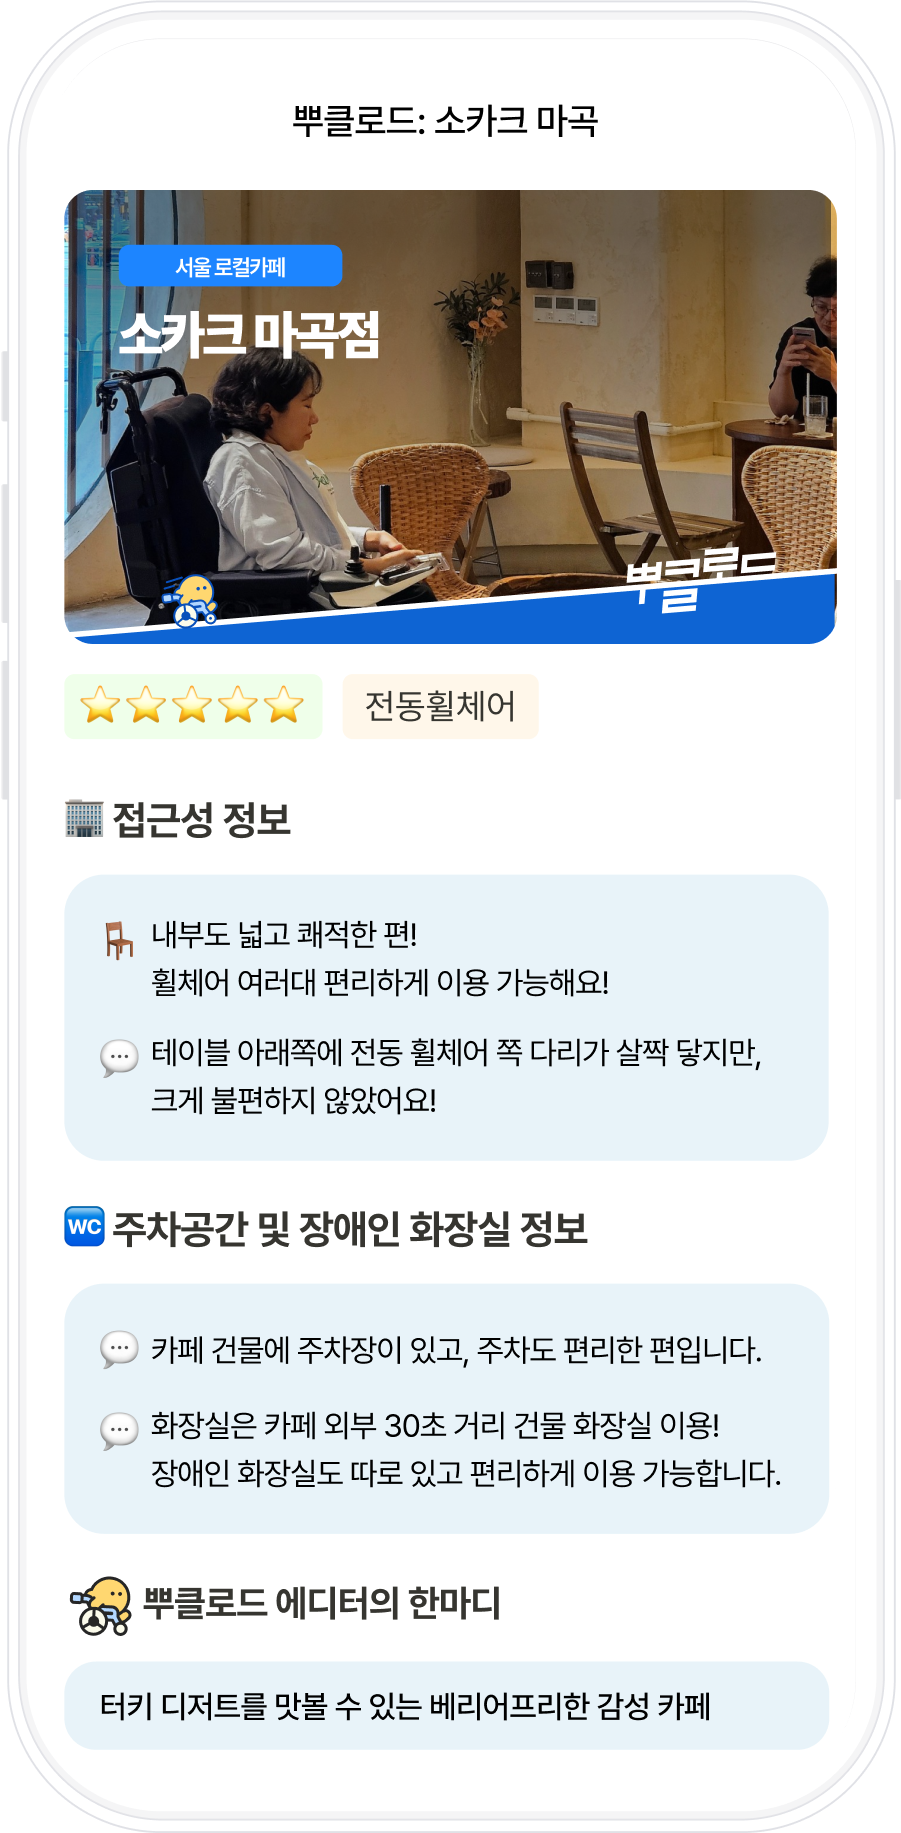 뿌클로드: 소카크 마곡
서울 로컬카페
소카크 마곡점
뿌클로드
⭐⭐⭐⭐⭐ 전동휠체어
🏢 접근성 정보
🪑 내부도 넓고 쾌적한 편!
휠체어 여러대 편리하게 이용 가능해요!
💬 테이블 아래쪽에 전동 휠체어 쪽 다리가 살짝 닿지만,
크게 불편하지 않았어요!
WC 주차공간 및 장애인 화장실 정보
💬 카페 건물에 주차장이 있고, 주차도 편리한 편입니다.
💬 화장실은 카페 외부 30초 거리 건물 화장실 이용!
장애인 화장실도 따로 있고 편리하게 이용 가능합니다.
뿌클로드 에디터의 한마디
터키 디저트를 맛볼 수 있는 베리어프리한 감성 카페